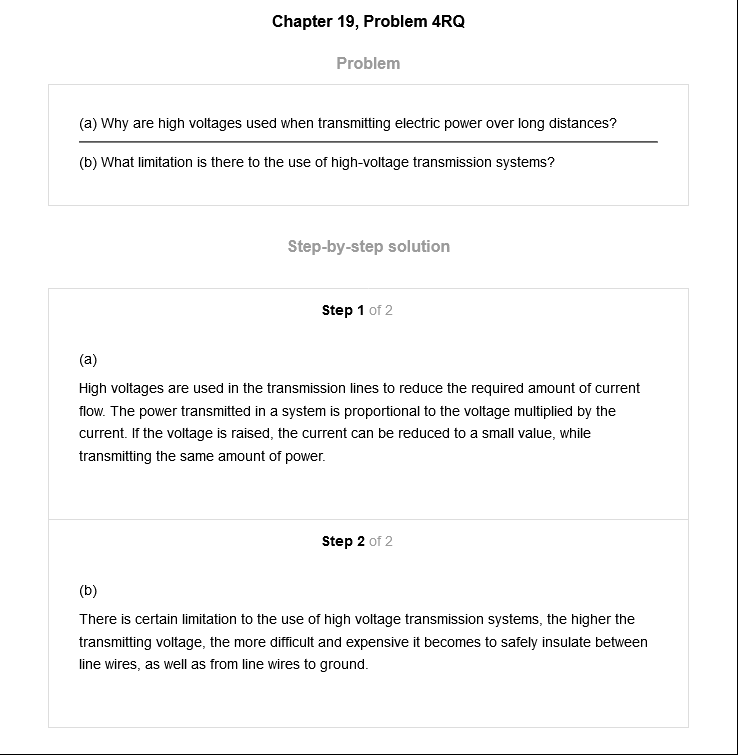 Chapter 19, Problem 4RQ
Problem
(a) Why are high voltages used when transmitting electric power over long distances?
(b) What limitation is there to the use of high-voltage transmission systems?
Step-by-step solution
Step 1 of 2
(a)
High voltages are used in the transmission lines to reduce the required amount of current
flow. The power transmitted in a system is proportional to the voltage multiplied by the
current. If the voltage is raised, the current can be reduced to a small value, while
transmitting the same amount of power.
Step 2 of 2
(b)
There is certain limitation to the use of high voltage transmission systems, the higher the
transmitting voltage, the more difficult and expensive it becomes to safely insulate between
line wires, as well as from line wires to ground.